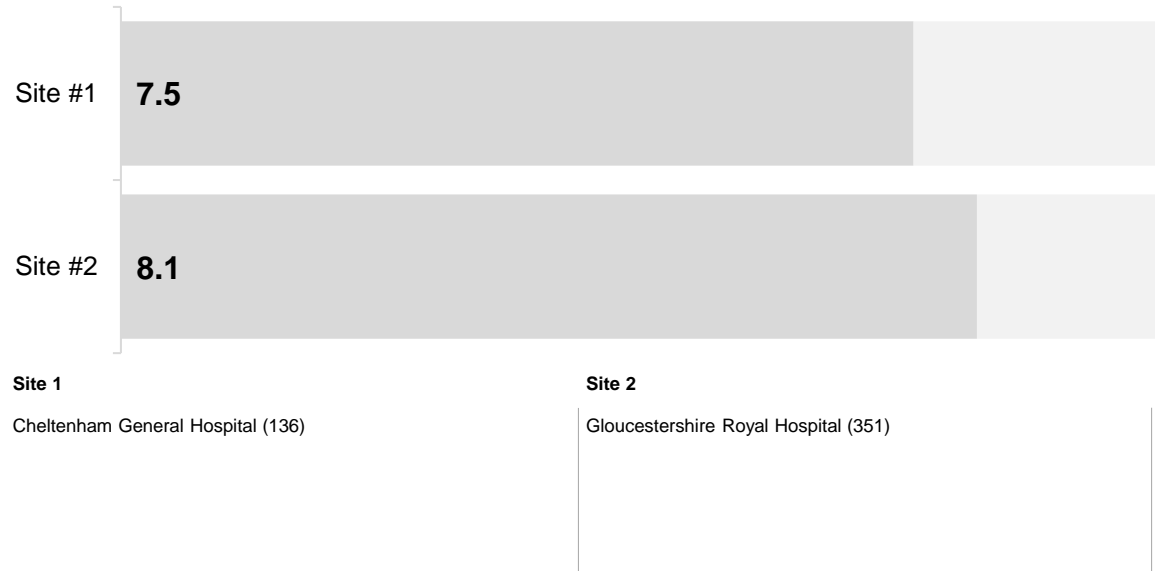 Site #1
7.5
Site #2
8.1
Site 1
Site 2
Cheltenham General Hospital (136)
Gloucestershire Royal Hospital (351)